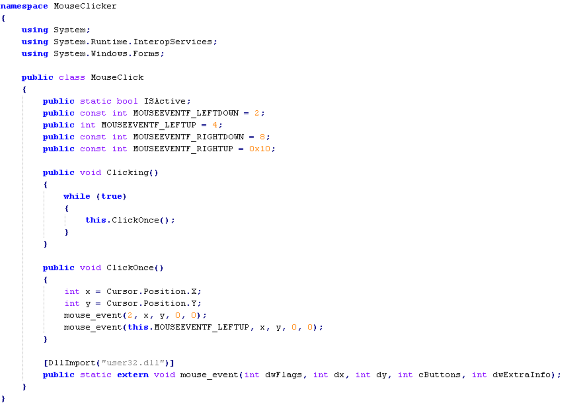 namespace MouseClicker
{
using System;
using System.Runtime.InteropServices;
using System.Windows.Forms;
public class MouseClick
{
public static bool ISActive;
public const int MOUSEEVENTF_LEFTDOWN = 2;
public int MOUSEEVENTF_LEFTUP = 4;
public const int MOUSEEVENTF_RIGHTDOWN = 8;
public const int MOUSEEVENTF_RIGHTUP = 0x10;
public void Clicking()
{
while (true)
{
this.ClickOnce();
}
}
public void ClickOnce()
{
int x = Cursor.Position.X;
int y = Cursor.Position.Y;
mouse_event(2, x, y, 0, 0);
mouse_event(this.MOUSEEVENTF_LEFTUP, x, y, 0, 0);
}
[DllImport("user32.dll")]
public static extern void mouse_event(int dwFlags, int dx, int dy, int cButtons, int dwExtraInfo);
}
}